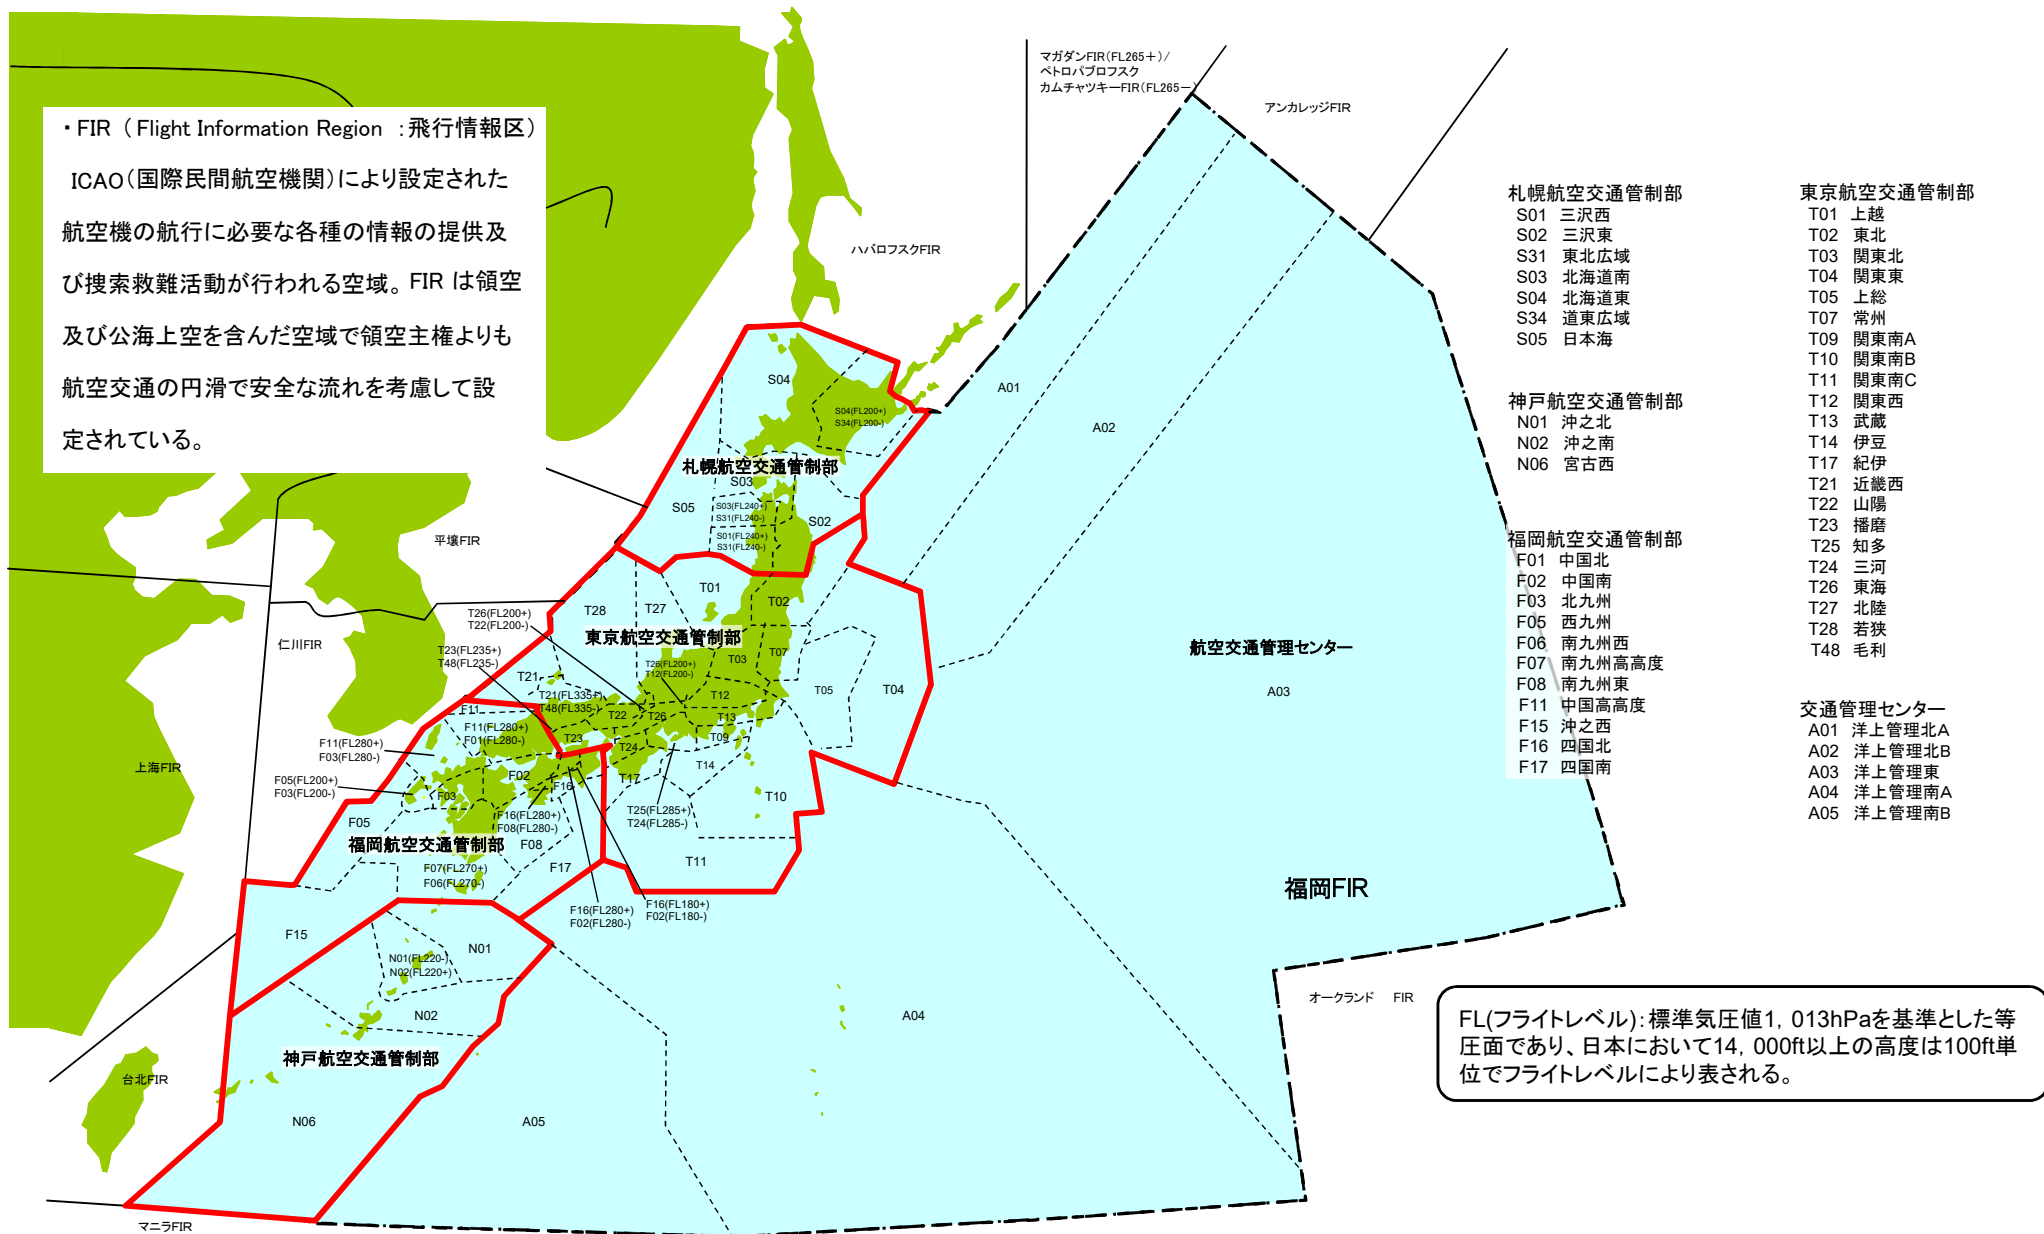 マガダンFIR(FL265＋)/
ペトロパブロフスク
カムチャツキーFIR(FL265－)
アンカレッジFIR
・FIR（Flight Information Region ：飛行情報区）
ICAO（国際民間航空機関）により設定された
航空機の航行に必要な各種の情報の提供及
び捜索救難活動が行われる空域。FIR は領空
及び公海上空を含んだ空域で領空主権よりも
航空交通の円滑で安全な流れを考慮して設
定されている。
ハバロフスクFIR
平壌FIR
仁川FIR
上海FIR
台北FIR
マニラFIR
オークランド FIR
札幌航空交通管制部
S04
S04(FL200+)
S34(FL200-)
S03
S05
S03(FL240+)
S31(FL240-)
S02
S01(FL240+)
S31(FL240-)
東京航空交通管制部
T01
T02
T27
T28
T26(FL200+)
T22(FL200-)
T23(FL235+)
T48(FL235-)
T26(FL200+)
T12(FL200-)
T03
T07
T05
T04
T21
T21(FL335+)
T48(FL335-)
T12
T22
T26
T13
T23
T24
T09
T14
T17
T10
T25(FL285+)
T24(FL285-)
T11
福岡航空交通管制部
F11
F11(FL280+)
F01(FL280-)
F11(FL280+)
F03(FL280-)
F05(FL200+)
F03(FL200-)
F02
F03
F16
F05
F16(FL280+)
F08(FL280-)
F08
F17
F07(FL270+)
F06(FL270-)
F16(FL280+)
F02(FL280-)
F16(FL180+)
F02(FL180-)
F15
神戸航空交通管制部
N01
N01(FL220-)
N02(FL220+)
N02
N06
航空交通管理センター
A01
A02
A03
A04
A05
福岡FIR
札幌航空交通管制部
S01 三沢西
S02 三沢東
S31 東北広域
S03 北海道南
S04 北海道東
S34 道東広域
S05 日本海
神戸航空交通管制部
N01 沖之北
N02 沖之南
N06 宮古西
福岡航空交通管制部
F01 中国北
F02 中国南
F03 北九州
F05 西九州
F06 南九州西
F07 南九州高高度
F08 南九州東
F11 中国高高度
F15 沖之西
F16 四国北
F17 四国南
東京航空交通管制部
T01 上越
T02 東北
T03 関東北
T04 関東東
T05 上総
T07 常州
T09 関東南A
T10 関東南B
T11 関東南C
T12 関東西
T13 武蔵
T14 伊豆
T17 紀伊
T21 近畿西
T22 山陽
T23 播磨
T25 知多
T24 三河
T26 東海
T27 北陸
T28 若狭
T48 毛利
交通管理センター
A01 洋上管理北A
A02 洋上管理北B
A03 洋上管理東
A04 洋上管理南A
A05 洋上管理南B
FL(フライトレベル)：標準気圧値1，013hPaを基準とした等
圧面であり、日本において14，000ft以上の高度は100ft単
位でフライトレベルにより表される。